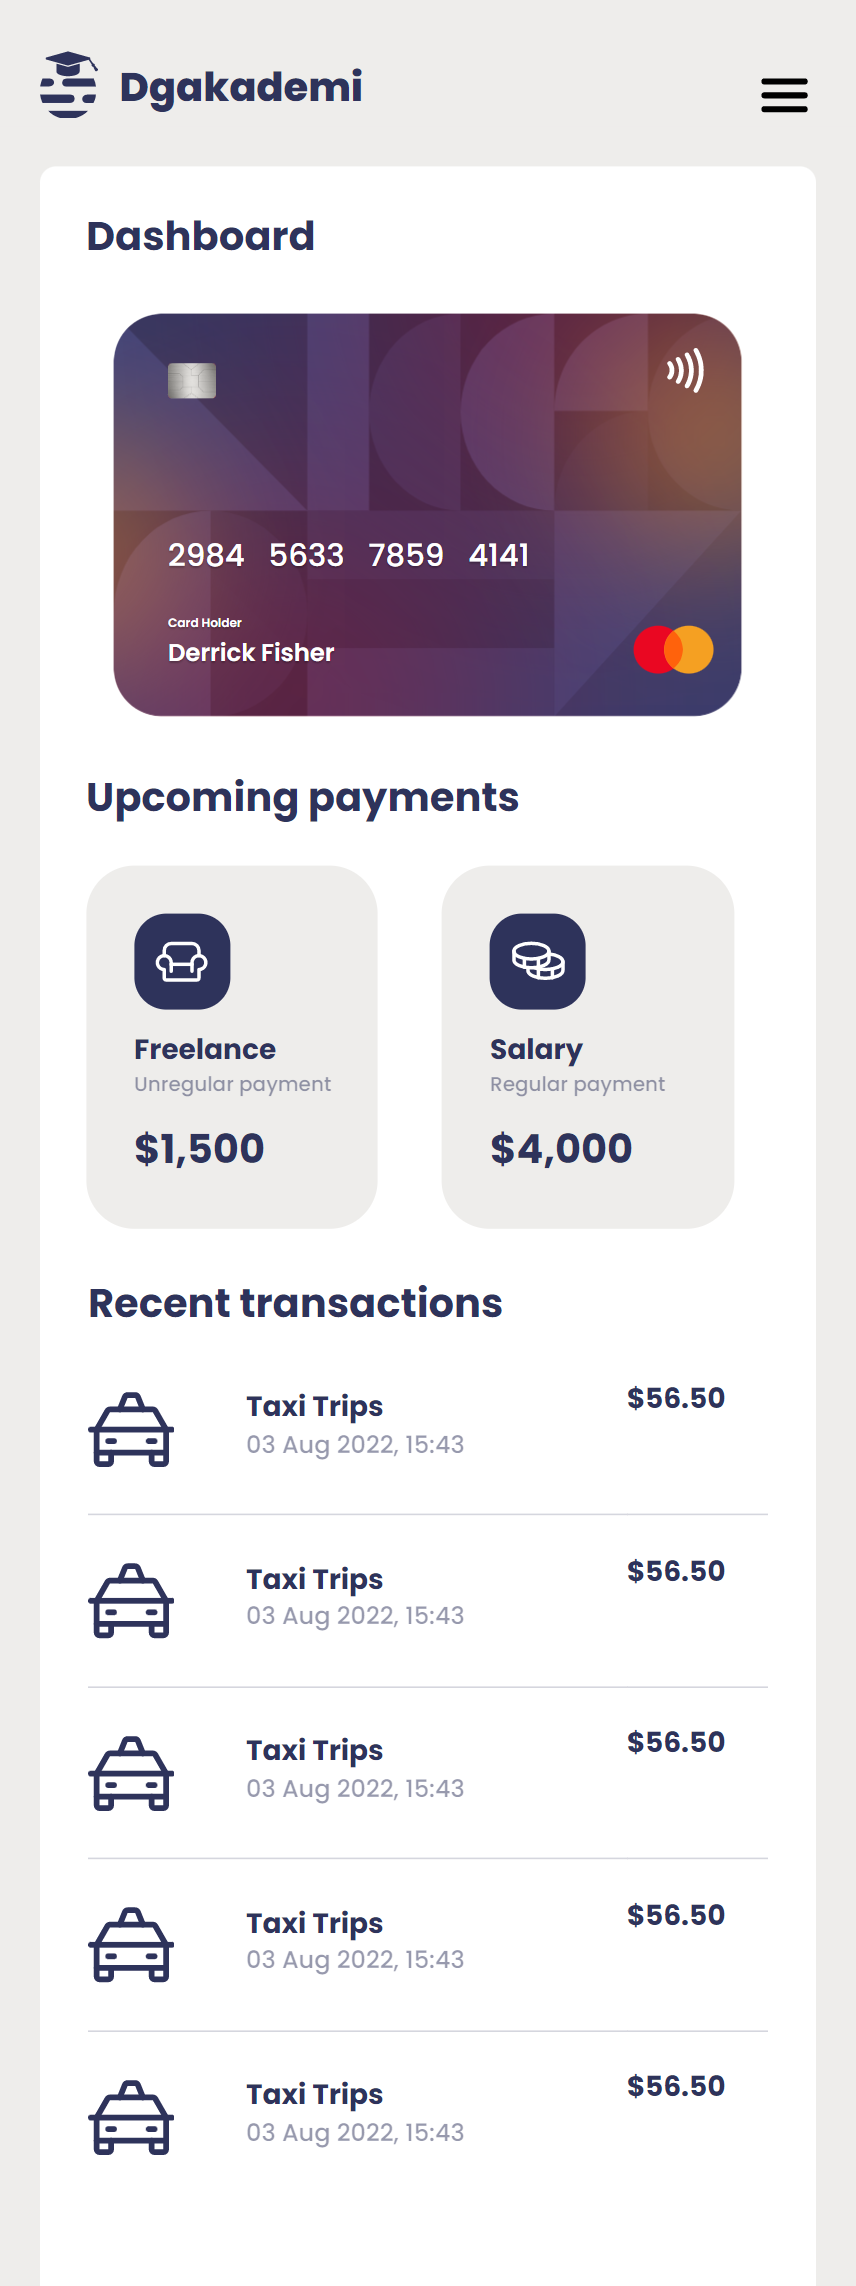 Dgakademi
Dashboard
2984 5633 7859 4141
Card Holder
Derrick Fisher
Upcoming payments
Freelance
Unregular payment
$1,500
Salary
Regular payment
$4,000
Recent transactions
Taxi Trips
$56.50
03 Aug 2022, 15:43
Taxi Trips
$56.50
03 Aug 2022, 15:43
Taxi Trips
$56.50
03 Aug 2022, 15:43
Taxi Trips
$56.50
03 Aug 2022, 15:43
Taxi Trips
$56.50
03 Aug 2022, 15:43